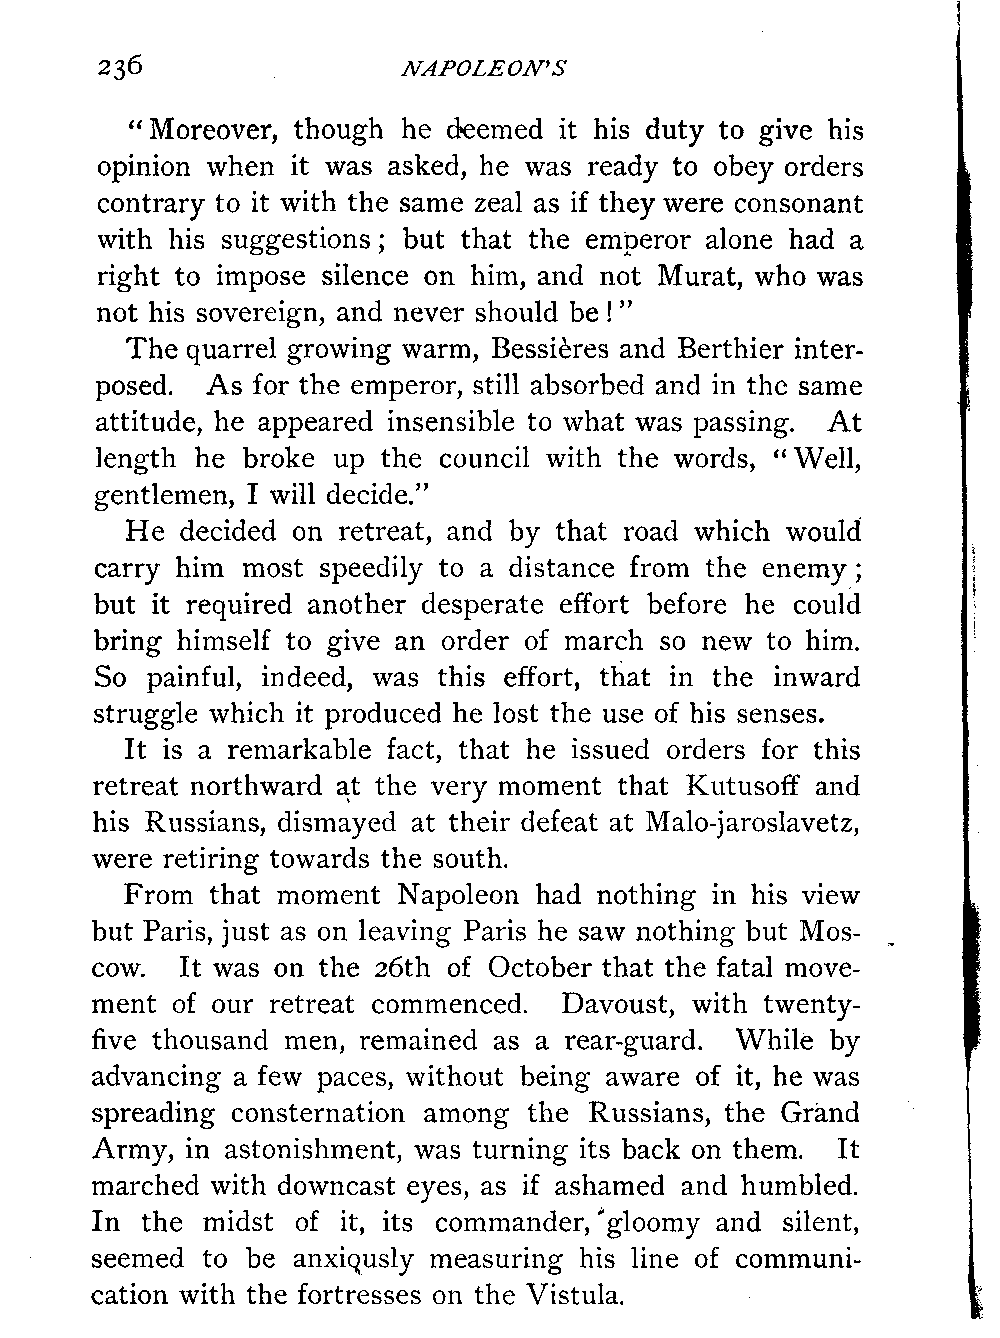 236 NAPOLEON'S
"Moreover, though he deemed it his duty to give his
opinion when it was asked, he was ready to obey orders
contrary to it with the same zeal as if they were consonant
with his suggestions; but that the emperor alone had a
right to impose silence on him, and not Murat, who was
not his sovereign, and never should be!"
The quarrel growing warm, Bessières and Berthier inter-
posed. As for the emperor, still absorbed and in the same
attitude, he appeared insensible to what was passing. At
length he broke up the council with the words, "Well,
gentlemen, I will decide."
He decided on retreat, and by that road which would
carry him most speedily to a distance from the enemy;
but it required another desperate effort before he could
bring himself to give an order of march so new to him.
So painful, indeed, was this effort, that in the inward
struggle which it produced he lost the use of his senses.
It is a remarkable fact, that he issued orders for this
retreat northward at the very moment that Kutusoff and
his Russians, dismayed at their defeat at Malo-jaroslavetz,
were retiring towards the south.
From that moment Napoleon had nothing in his view
but Paris, just as on leaving Paris he saw nothing but Mos-
cow. It was on the 26th of October that the fatal move-
ment of our retreat commenced. Davoust, with twenty-
five thousand men, remained as a rear-guard. While by
advancing a few paces, without being aware of it, he was
spreading consternation among the Russians, the Grand
Army, in astonishment, was turning its back on them. It
marched with downcast eyes, as if ashamed and humbled.
In the midst of it, its commander, gloomy and silent,
seemed to be anxiously measuring his line of communi-
cation with the fortresses on the Vistula.